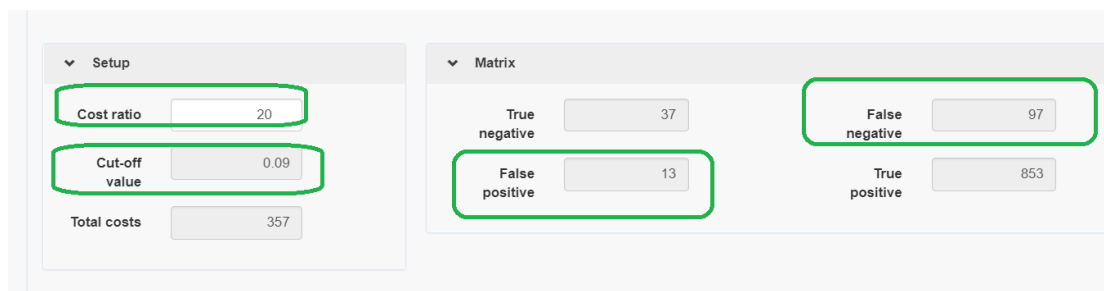 Setup
Cost ratio 20
Cut-off value 0.09
Total costs 357
Matrix
True negative 37
False negative 97
False positive 13
True positive 853